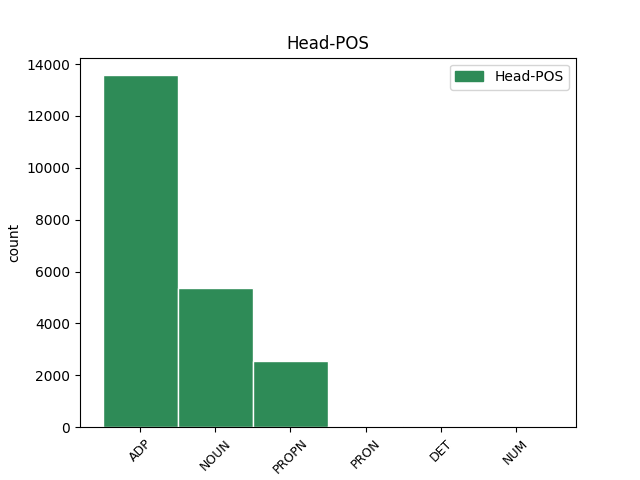 Head-POS
Head-POS
14000
12000
10000
8000
6000
4000
2000
0
count
ADP
NOUN
PROPN
PRON
DET
NUM